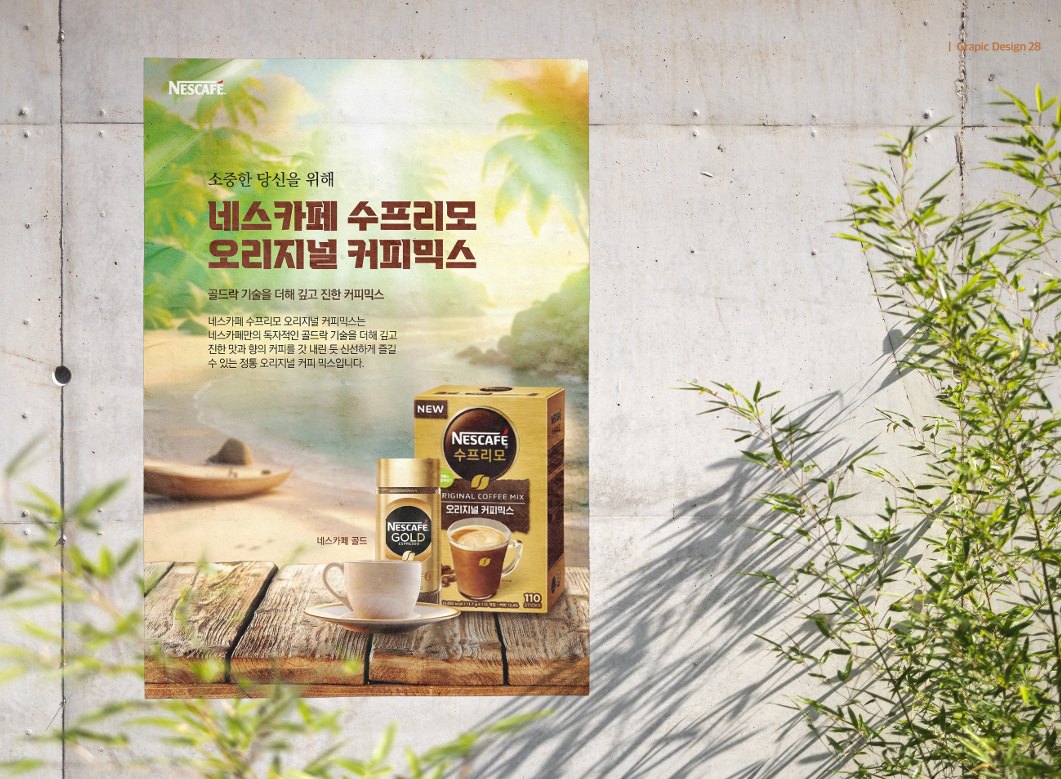 | Grapic Design 28
NESCAFÉ
소중한 당신을 위해
네스카페 수프리모
오리지널 커피믹스
골드락 기술을 더해 깊고 진한 커피믹스
네스카페 수프리모 오리지널 커피믹스는
네스카페만의 독자적인 골드락 기술을 더해 깊고
진한 맛과 향의 커피를 갓 내린 듯 신선하게 즐길
수 있는 정통 오리지널 커피 믹스입니다.
NEW
NESCAFÉ
수프리모
RIGINAL COFFEE MIX
오리지널 커피믹스
NESCAFÉ
GOLD
ESPRESSO
네스카페 골드
110
STICKS